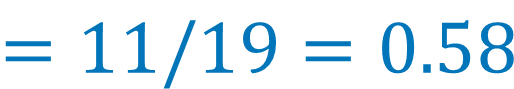 = 11/19 = 0.58